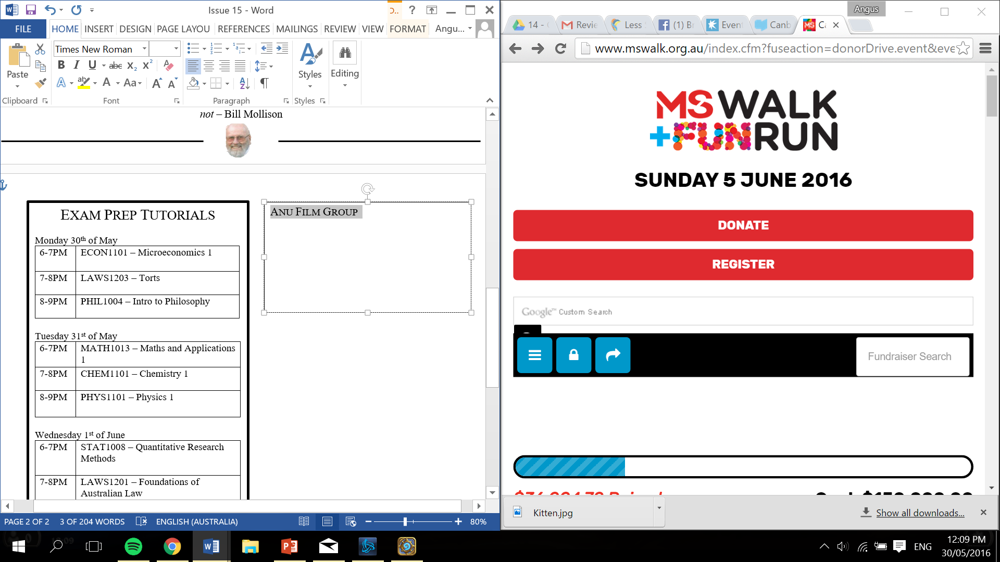 Issue 15 - Word
D..
?
FILE
HOME INSERT DESIGN PAGE LAYOU REFERENCES MAILINGS REVIEW VIEW FORMAT Angu...
Times New Roman
Paste
B I U abc X₂ X²
A aby A Aa A A
Styles
Editing
Clipboard Font Paragraph Styles
not – Bill Mollison
EXAM PREP TUTORIALS
Monday 30th of May
6-7PM ECON1101 – Microeconomics 1
7-8PM LAWS1203 – Torts
8-9PM PHIL1004 – Intro to Philosophy
Tuesday 31st of May
6-7PM MATH1013 – Maths and Applications
1
7-8PM CHEM1101 – Chemistry 1
8-9PM PHYS1101 – Physics 1
Wednesday 1st of June
6-7PM STAT1008 – Quantitative Research
Methods
7-8PM LAWS1201 – Foundations of
Australian Law
ANU FILM GROUP
PAGE 2 OF 2 3 OF 204 WORDS ENGLISH (AUSTRALIA) 80%
Angus
14 - Revie Less (1) B Even Canb MS C
www.mswalk.org.au/index.cfm?fuseaction=donorDrive.event&eve
MS WALK
+FUN RUN
SUNDAY 5 JUNE 2016
DONATE
REGISTER
Google™ Custom Search
Fundraiser Search
Kitten.jpg
Show all downloads...
ENG
12:09 PM
30/05/2016